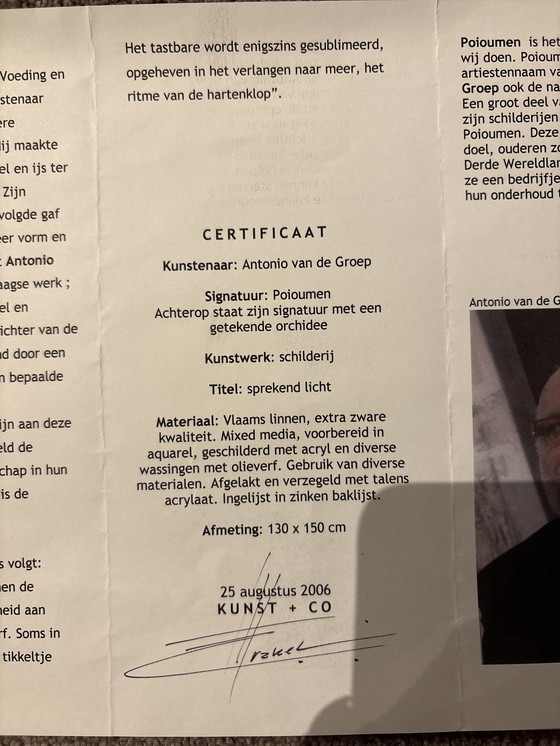 Voeding en
stenaar
ere
ij maakte
el en ijs ter
Zijn
volgde gaf
eer vorm en
Antonio
aagse werk ;
el en
ichter van de
d door een
n bepaalde
ijn aan deze
eld de
chap in hun
is de
s volgt:
en de
heid aan
rf. Soms in
tikkeltje
Het tastbare wordt enigszins gesublimeerd,
opgeheven in het verlangen naar meer, het
ritme van de hartenklop”.
CERTIFICAAT
Kunstenaar: Antonio van de Groep
Signatuur: Poioumen
Achterop staat zijn signatuur met een
getekende orchidee
Kunstwerk: schilderij
Titel: sprekend licht
Materiaal: Vlaams linnen, extra zware
kwaliteit. Mixed media, voorbereid in
aquarel, geschilderd met acryl en diverse
wassingen met olieverf. Gebruik van diverse
materialen. Afgelakt en verzegeld met talens
acrylaat. Ingelijst in zinken baklijst.
Afmeting: 130 x 150 cm
25 augustus 2006
KUNST + CO
Poioumen is het
wij doen. Poioum
artiestennaam va
Groep ook de na
Een groot deel v
zijn schilderijen
Poioumen. Deze
doel, ouderen zo
Derde Wereldlan
ze een bedrijfje
hun onderhoud
Antonio van de G